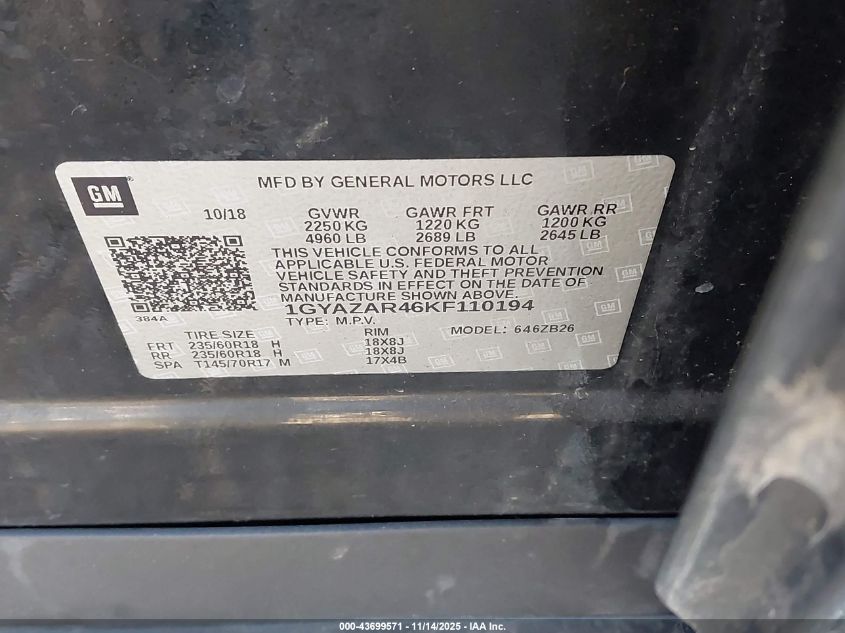 GM
MFD BY GENERAL MOTORS LLC
10/18 GVWR GAWR FRT GAWR RR
2250 KG 1220 KG 1200 KG
4960 LB 2689 LB 2645 LB
THIS VEHICLE CONFORMS TO ALL
APPLICABLE U.S. FEDERAL MOTOR
VEHICLE SAFETY AND THEFT PREVENTION
STANDARDS IN EFFECT ON THE DATE OF
MANUFACTURE SHOWN ABOVE.
384A
1GYAZAR46KF110194
TYPE: M.P.V. MODEL: 646ZB26
TIRE SIZE RIM
FRT 235/60R18 H 18X8J
RR 235/60R18 H 18X8J
SPA T145/70R17 M 17X4B
000-43699571 - 11/14/2025 - IAA Inc.